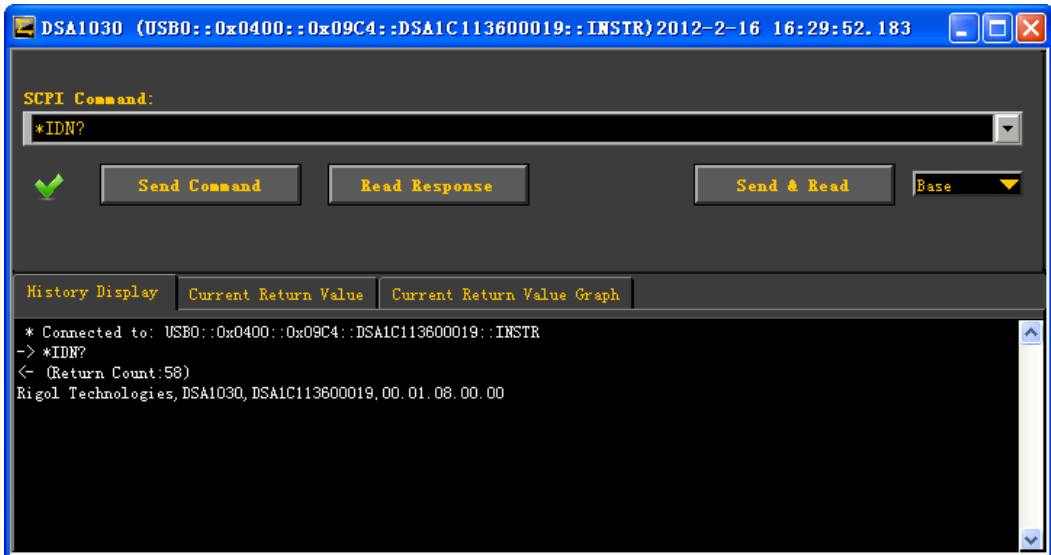 DSA1030 (USB0::0x0400::0x09C4::DSA1C113600019::INSTR)2012-2-16 16:29:52.183
SCPI Command:
*IDN?
Send Command Read Response Send & Read Base
History Display Current Return Value Current Return Value Graph
* Connected to: USB0::0x0400::0x09C4::DSA1C113600019::INSTR
-> *IDN?
<- (Return Count:58)
Rigol Technologies,DSA1030,DSA1C113600019,00.01.08.00.00